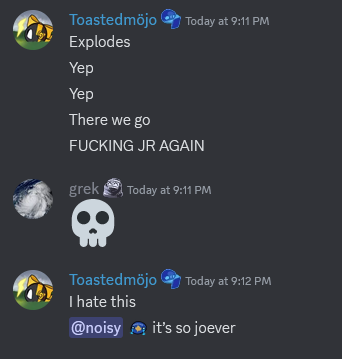 Toastedmöjo Today at 9:11 PM
Explodes
Yep
Yep
There we go
FUCKING JR AGAIN
grek Today at 9:11 PM
Toastedmöjo Today at 9:12 PM
I hate this
@noisy it's so joever